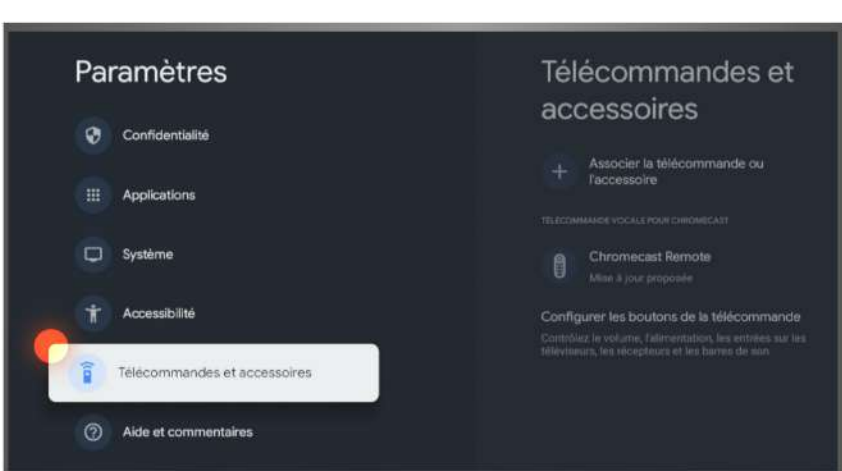 Paramètres
Confidentialité
Applications
Système
Accessibilité
Télécommandes et accessoires
Aide et commentaires
Télécommandes et
accessoires
Associer la télécommande ou
l'accessoire
TÉLÉCOMMANDE VOCALE POUR CHROMECAST
Chromecast Remote
Mise à jour proposée
Configurer les boutons de la télécommande
Contrôlez le volume, l'alimentation, les entrées sur les
téléviseurs, les récepteurs et les barres de son